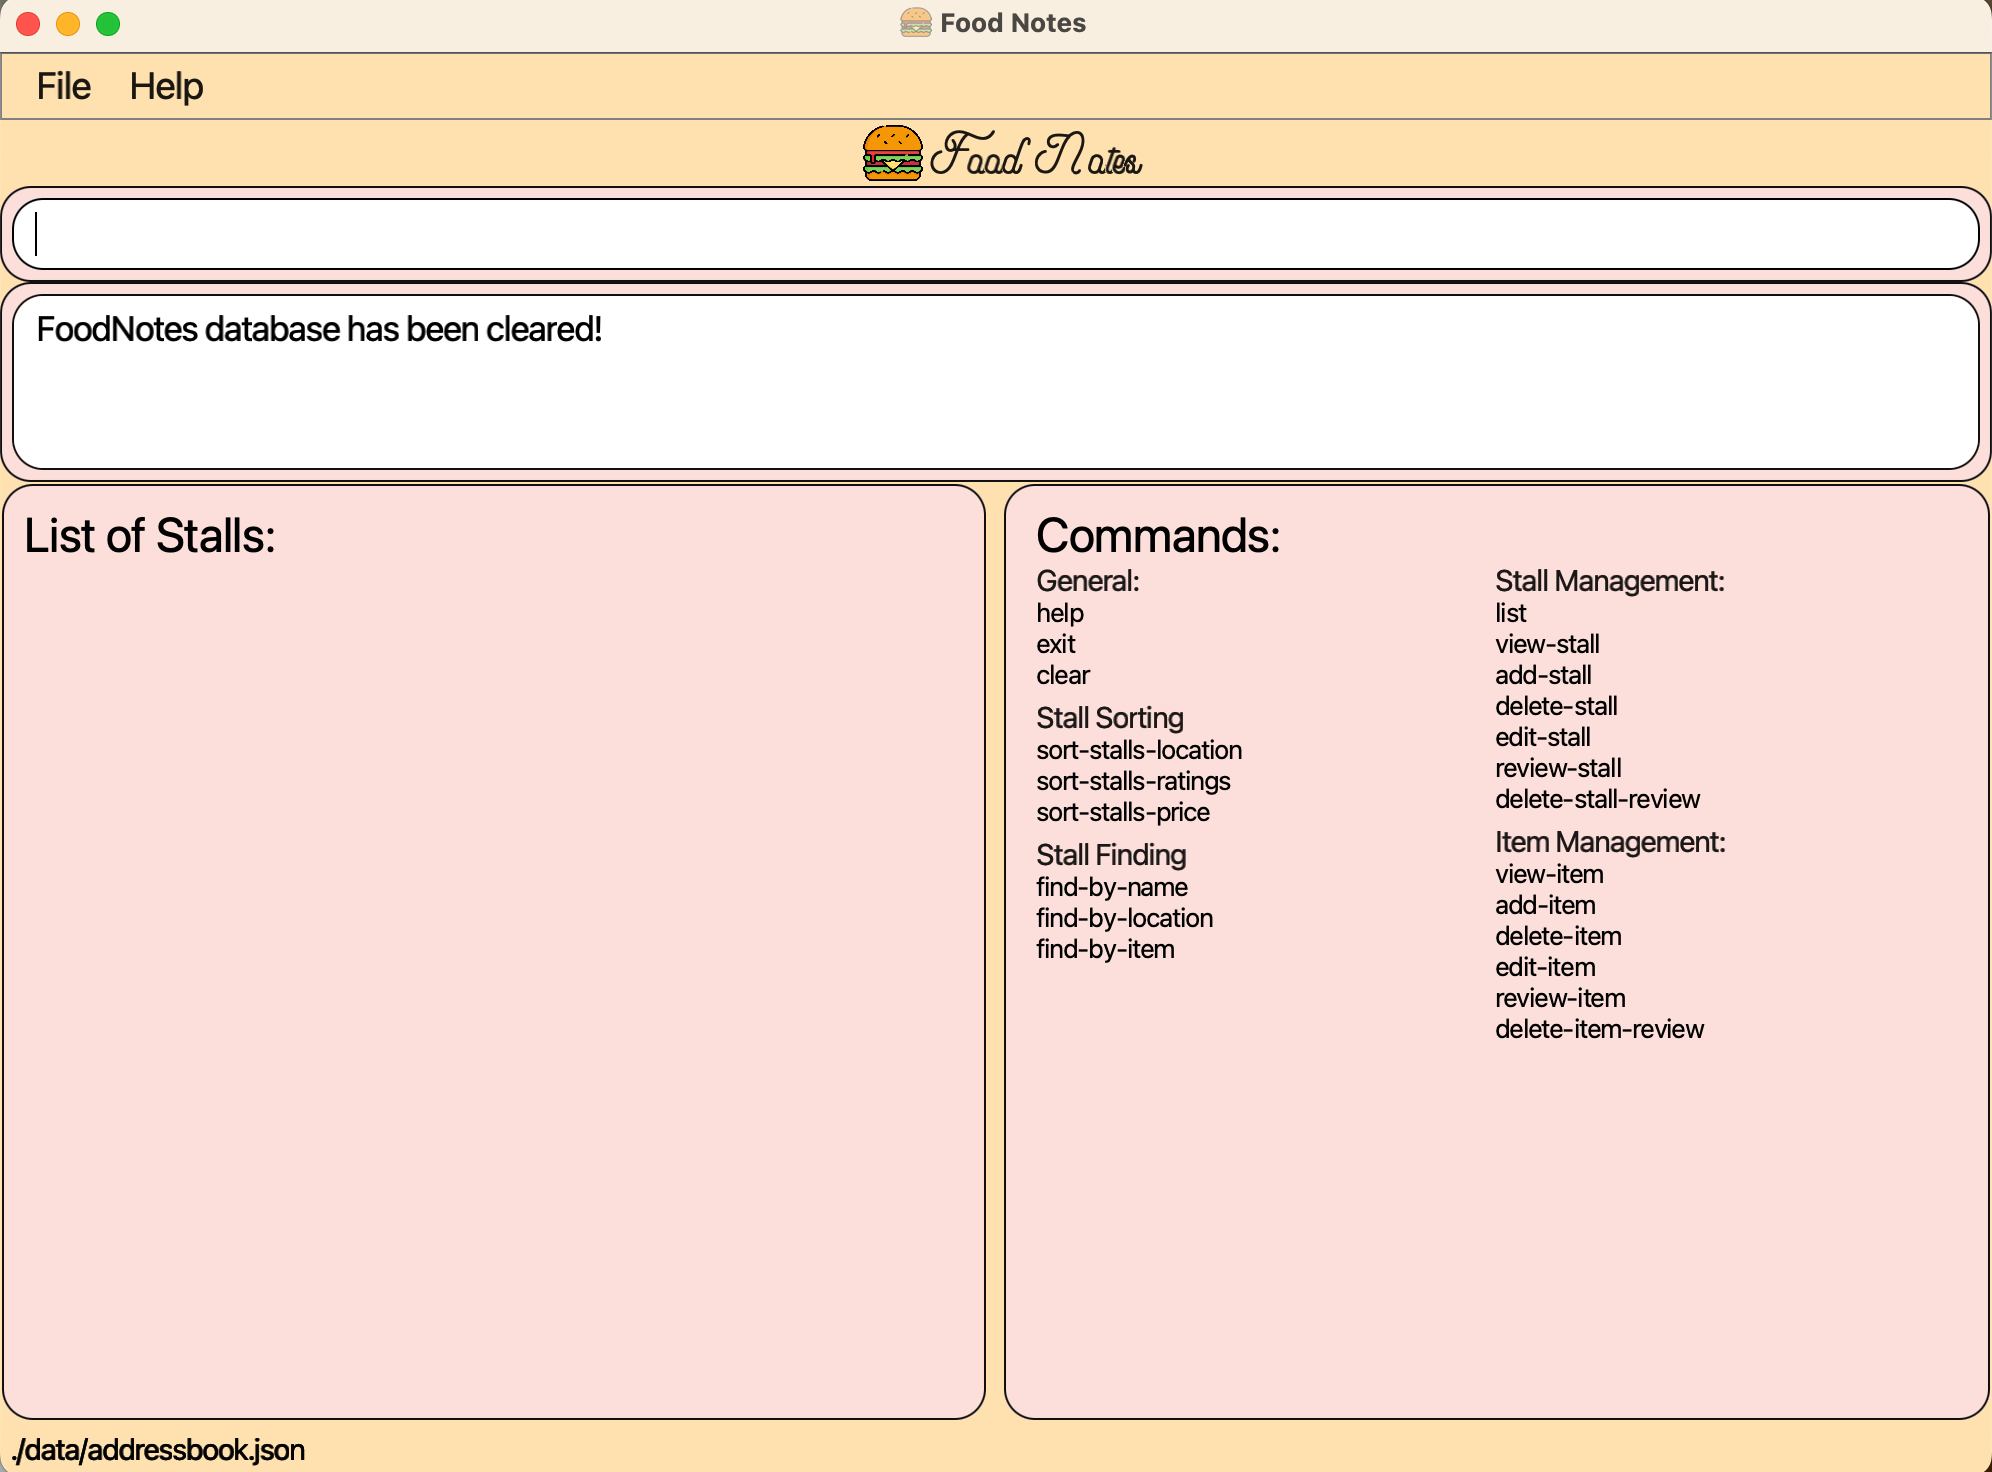 Food Notes
File Help
Food Notes
FoodNotes database has been cleared!
List of Stalls:
Commands:
General:
help
exit
clear
Stall Sorting
sort-stalls-location
sort-stalls-ratings
sort-stalls-price
Stall Finding
find-by-name
find-by-location
find-by-item
Stall Management:
list
view-stall
add-stall
delete-stall
edit-stall
review-stall
delete-stall-review
Item Management:
view-item
add-item
delete-item
edit-item
review-item
delete-item-review
./data/addressbook.json